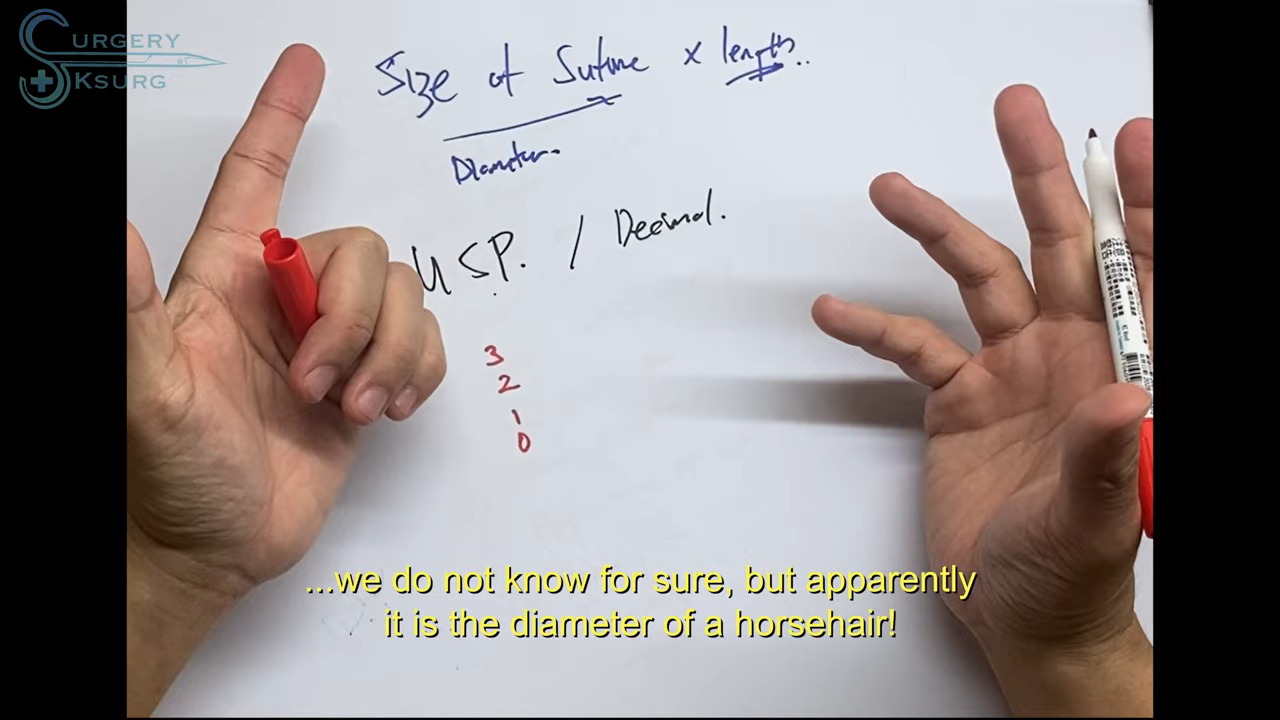 SURGERY
KSURG
Size of Suture x length..
Diameter.
USP. / Decimal.
3
2
1
0
...we do not know for sure, but apparently
it is the diameter of a horsehair!